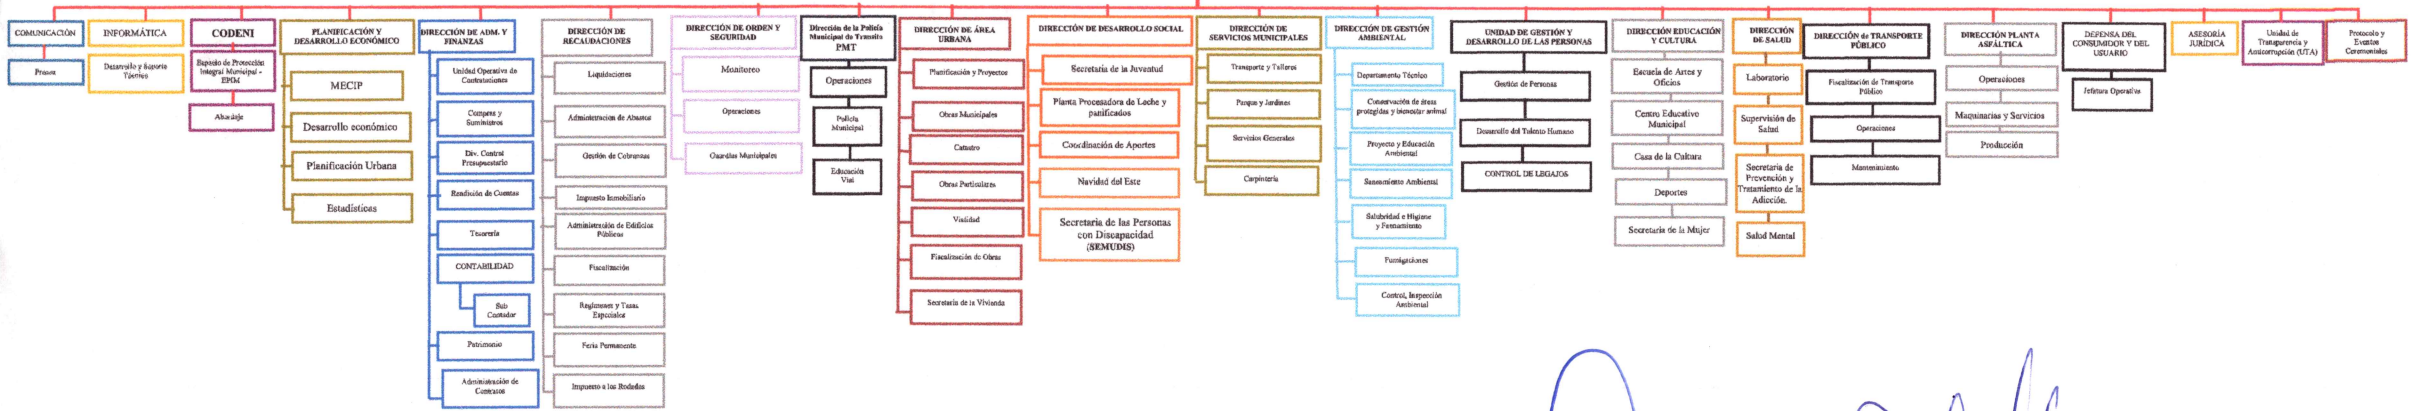 COMUNICACIÓN
Prensa
INFORMÁTICA
Desarrollo y Soporte
Técnico
CODENI
Espacio de Protección
Integral Municipal -
EPIM
Abordaje
PLANIFICACIÓN Y
DESARROLLO ECONÓMICO
MECIP
Desarrollo económico
Planificación Urbana
Estadísticas
DIRECCIÓN DE ADM. Y
FINANZAS
Unidad Operativa de
Contrataciones
Compras y
Suministros
Div. Control
Presupuestario
Rendición de Cuentas
Tesorería
CONTABILIDAD
Sub
Contador
Patrimonio
Administración de
Contratos
DIRECCIÓN DE
RECAUDACIONES
Liquidaciones
Administracion de Abastos
Gestión de Cobranzas
Impuesto Inmobiliario
Administración de Edificios
Públicos
Fiscalización
Regímenes y Tasas
Especiales
Feria Permanente
Impuesto a los Rodados
DIRECCIÓN DE ORDEN Y
SEGURIDAD
Monitoreo
Operaciones
Guardias Municipales
Dirección de la Policía
Municipal de Transito
PMT
Operaciones
Policía
Municipal
Educación
Vial
DIRECCIÓN DE ÁREA
URBANA
Planificación y Proyectos
Obras Municipales
Catastro
Obras Particulares
Vialidad
Fiscalización de Obras
Secretaría de la Vivienda
DIRECCIÓN DE DESARROLLO SOCIAL
Secretaría de la Juventud
Planta Procesadora de Leche y
panificados
Coordinación de Aportes
Navidad del Este
Secretaría de las Personas
con Discapacidad
(SEMUDIS)
DIRECCIÓN DE
SERVICIOS MUNICIPALES
Transporte y Talleres
Parque y Jardines
Servicios Generales
Carpintería
DIRECCIÓN DE GESTIÓN
AMBIENTAL
Departamento Técnico
Conservación de áreas
protegidas y bienestar animal
Proyecto y Educación
Ambiental
Saneamiento Ambiental
Salubridad e Higiene
y Faenamiento
Fumigaciones
Control, Inspección
Ambiental
UNIDAD DE GESTIÓN Y
DESARROLLO DE LAS PERSONAS
Gestión de Personas
Desarrollo del Talento Humano
CONTROL DE LEGAJOS
DIRECCIÓN EDUCACIÓN
Y CULTURA
Escuela de Artes y
Oficios
Centro Educativo
Municipal
Casa de la Cultura
Deportes
Secretaría de la Mujer
DIRECCIÓN
DE SALUD
Laboratorio
Supervisión de
Salud
Secretaría de
Prevención y
Tratamiento de la
Adicción.
Salud Mental
DIRECCIÓN de TRANSPORTE
PÚBLICO
Fiscalización de Transporte
Público
Operaciones
Mantenimiento
DIRECCIÓN PLANTA
ASFÁLTICA
Operaciones
Maquinarias y Servicios
Producción
DEFENSA DEL
CONSUMIDOR Y DEL
USUARIO
Jefatura Operativa
ASESORÍA
JURÍDICA
Unidad de
Transparencia y
Anticorrupción (UTA)
Protocolo y
Eventos
Ceremoniales